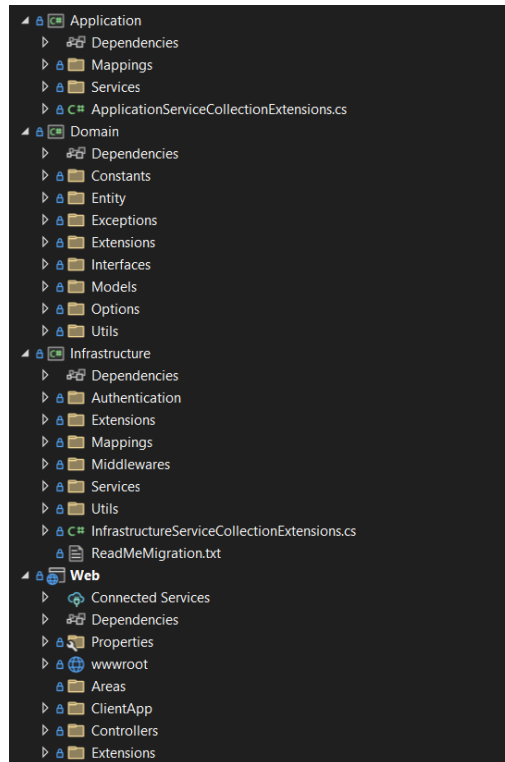 C# Application
Dependencies
Mappings
Services
C# ApplicationServiceCollectionExtensions.cs
C# Domain
Dependencies
Constants
Entity
Exceptions
Extensions
Interfaces
Models
Options
Utils
C# Infrastructure
Dependencies
Authentication
Extensions
Mappings
Middlewares
Services
Utils
C# InfrastructureServiceCollectionExtensions.cs
ReadMeMigration.txt
Web
Connected Services
Dependencies
Properties
wwwroot
Areas
ClientApp
Controllers
Extensions